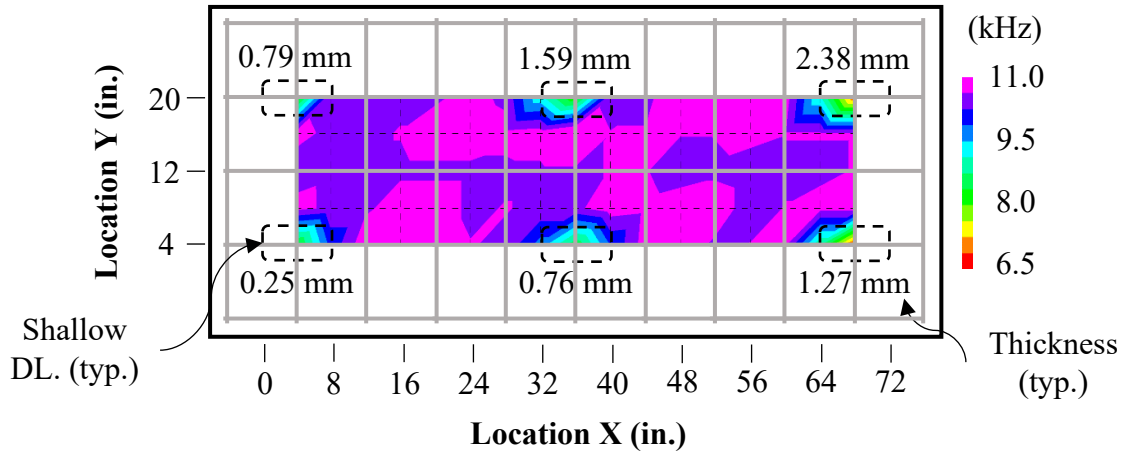 (kHz)
0.79 mm
1.59 mm
2.38 mm
11.0
9.5
8.0
6.5
Location Y (in.)
20
12
4
0.25 mm
0.76 mm
1.27 mm
Shallow
DL. (typ.)
Thickness
(typ.)
0 8 16 24 32 40 48 56 64 72
Location X (in.)